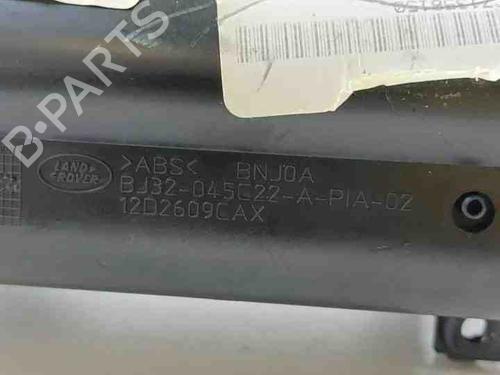 B-PARTS
LAND
ROVER
>ABS< BNJ0A
BJ32-045C22-A-PIA-02
12D2609CAX